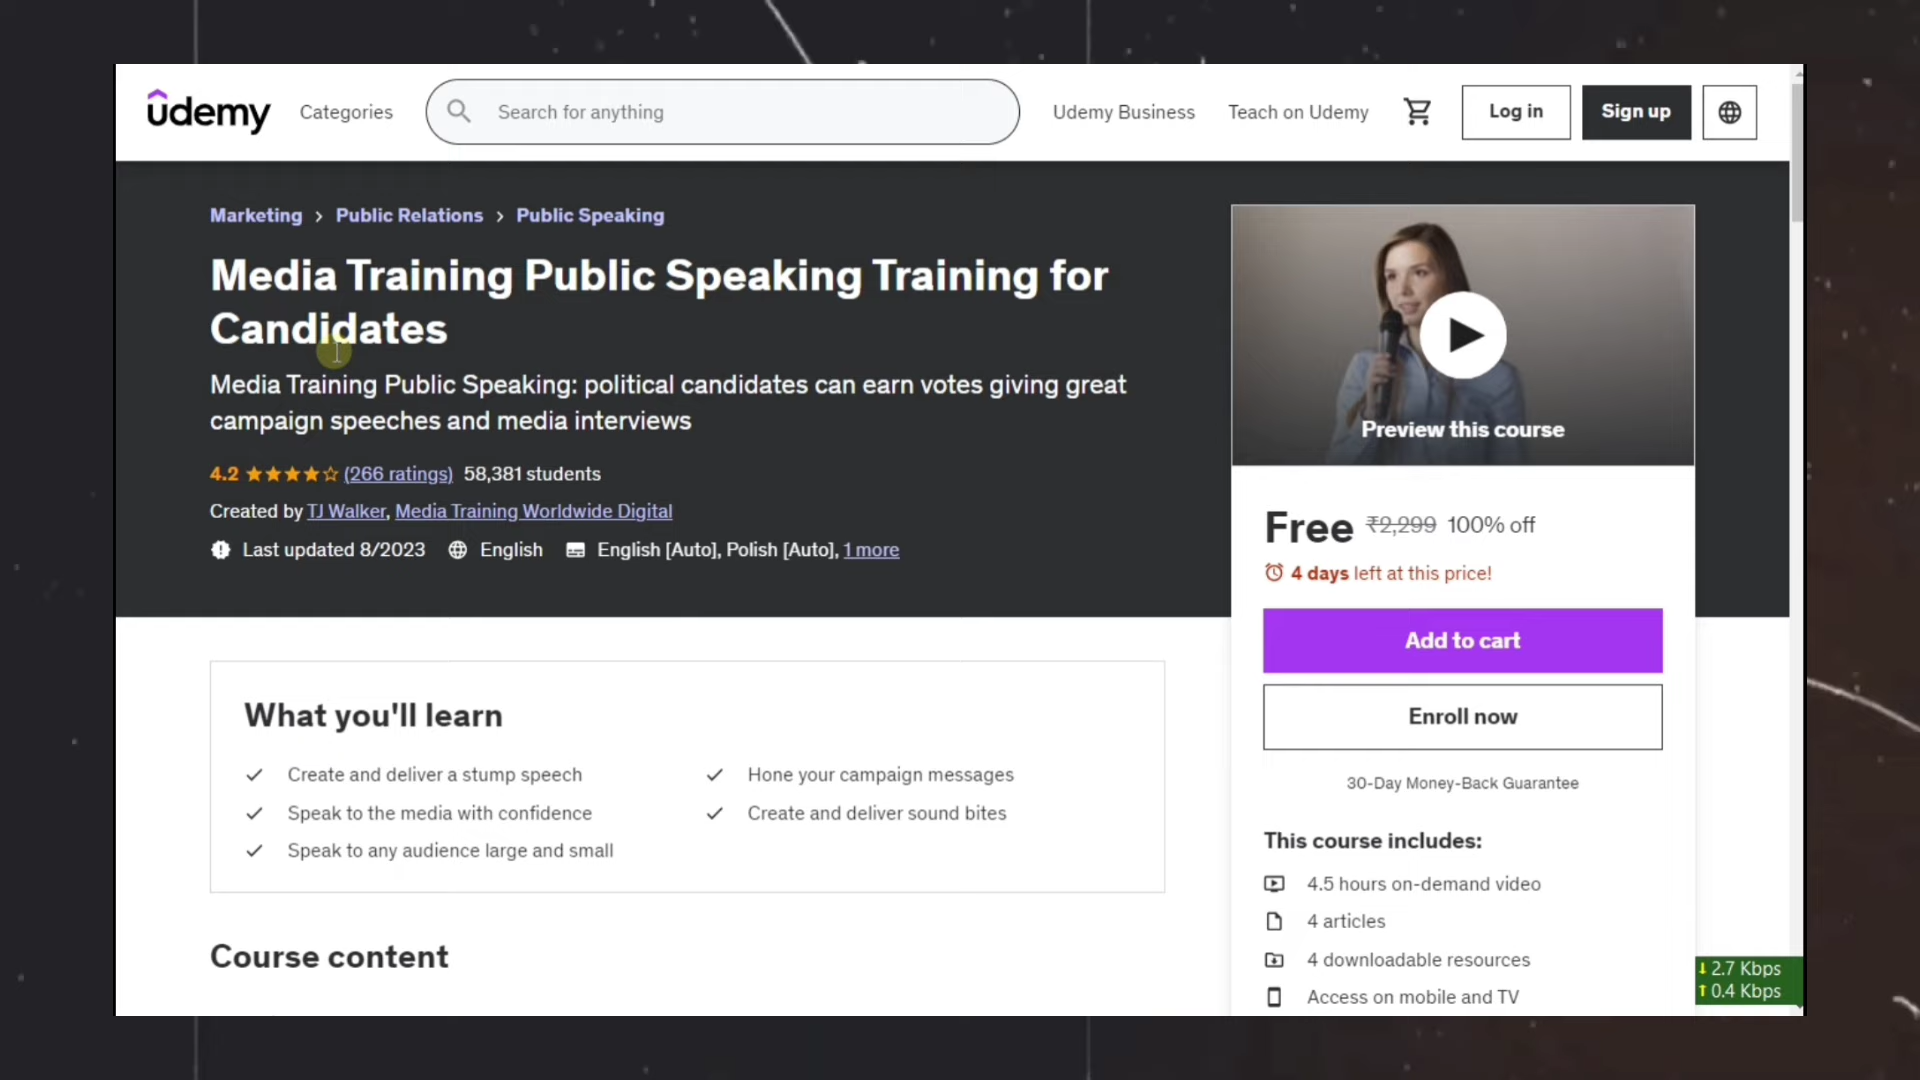 udemy
Categories
Search for anything
Udemy Business
Teach on Udemy
Log in
Sign up
Marketing > Public Relations > Public Speaking
Media Training Public Speaking Training for
Candidates
Media Training Public Speaking: political candidates can earn votes giving great
campaign speeches and media interviews
4.2 (266 ratings) 58,381 students
Created by TJ Walker, Media Training Worldwide Digital
Last updated 8/2023 English English [Auto], Polish [Auto], 1 more
Preview this course
Free ₹2,299 100% off
4 days left at this price!
Add to cart
Enroll now
30-Day Money-Back Guarantee
This course includes:
4.5 hours on-demand video
4 articles
4 downloadable resources
Access on mobile and TV
What you'll learn
Create and deliver a stump speech
Hone your campaign messages
Speak to the media with confidence
Create and deliver sound bites
Speak to any audience large and small
Course content
2.7 Kbps
0.4 Kbps